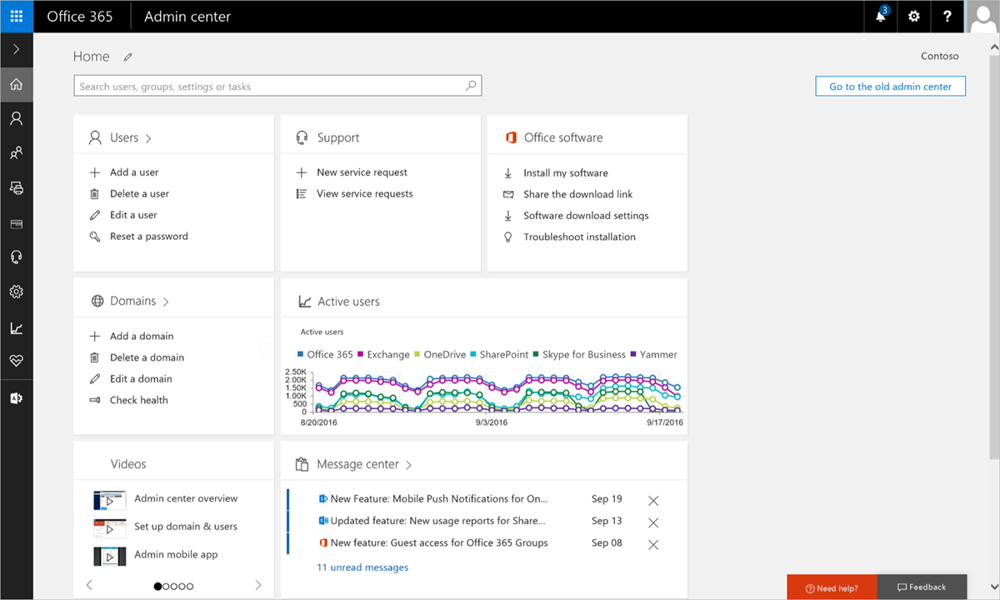 Office 365 Admin center 3 ?
Home Contoso
Search users, groups, settings or tasks
Go to the old admin center
Users
Add a user
Delete a user
Edit a user
Reset a password
Support
New service request
View service requests
Office software
Install my software
Share the download link
Software download settings
Troubleshoot installation
Domains
Add a domain
Delete a domain
Edit a domain
Check health
Active users
Active users
Office 365 Exchange OneDrive SharePoint Skype for Business Yammer
2.50K
2.00K
1.50K
1.00K
500
0
8/20/2016 9/3/2016 9/17/2016
Videos
Admin center overview
Set up domain & users
Admin mobile app
Message center
New Feature: Mobile Push Notifications for On... Sep 19
Updated feature: New usage reports for Share... Sep 13
New feature: Guest access for Office 365 Groups Sep 08
11 unread messages
Need help? Feedback